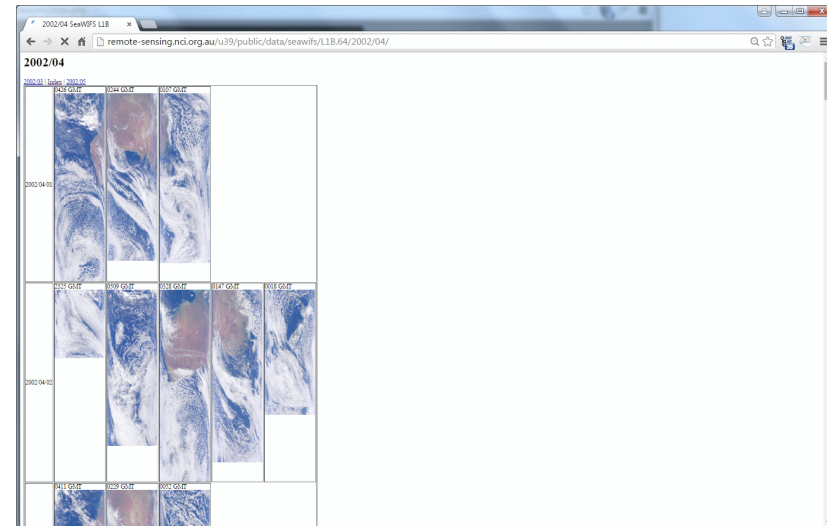 2002/04 SeaWIFS L1B
remote-sensing.nci.org.au/u39/public/data/seawifs/L1B.64/2002/04/
2002/04
2002/03 | Index | 2002/05
0426 GMT 0244 GMT 0107 GMT
2002/04/01
2325 GMT 0509 GMT 0328 GMT 0147 GMT 0018 GMT
2002/04/02
0411 GMT 0229 GMT 0052 GMT